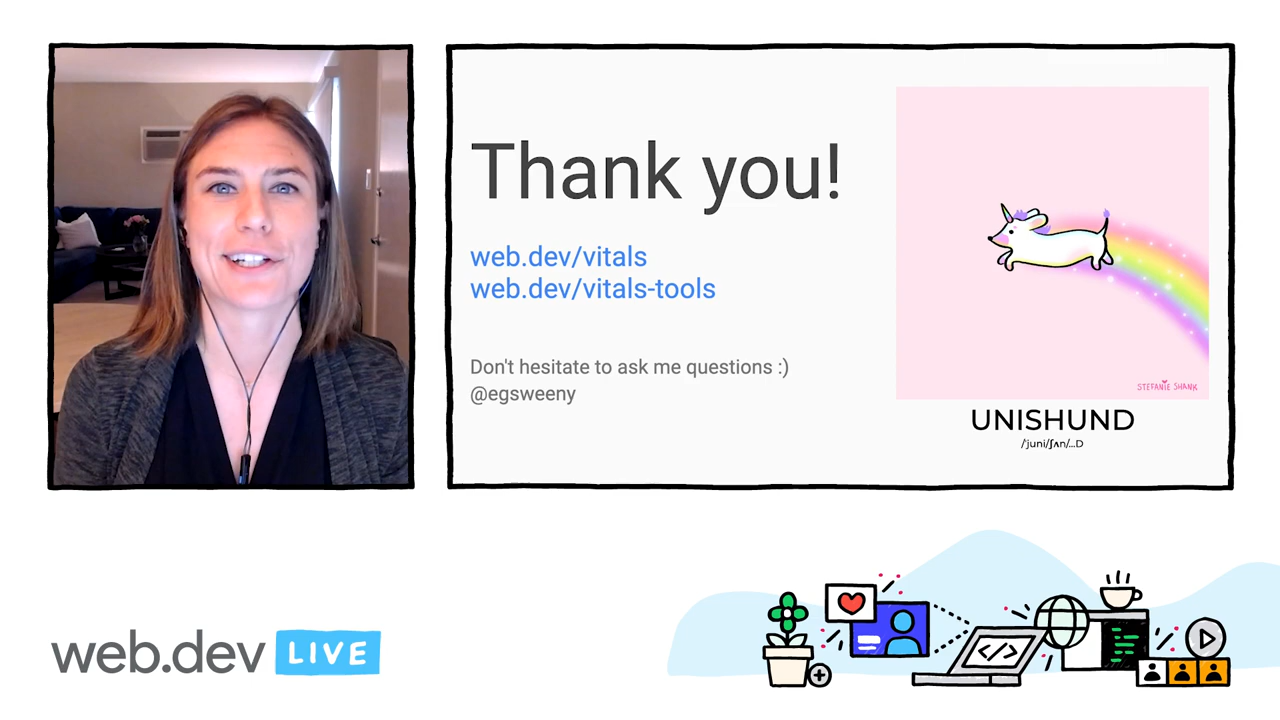 Thank you!
web.dev/vitals
web.dev/vitals-tools
Don't hesitate to ask me questions :)
@egsweeny
STEFANIE SHANK
UNISHUND
/'juni/ʃʌn/...D
web.dev LIVE
</>